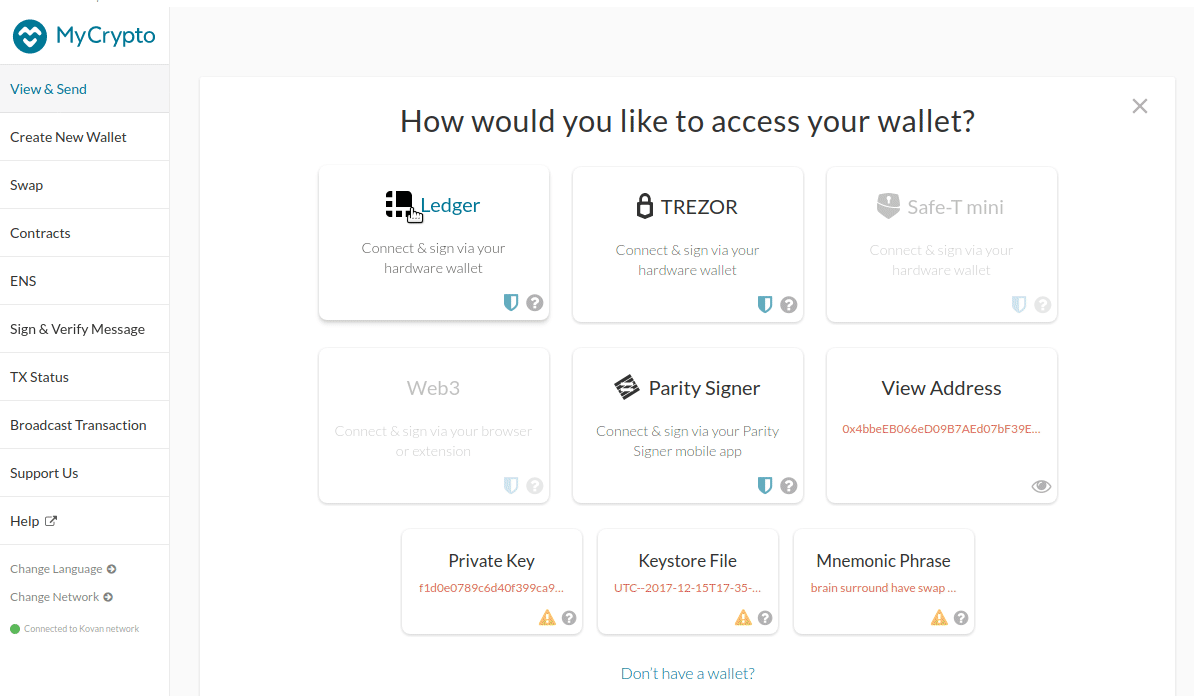 MyCrypto
View & Send
Create New Wallet
Swap
Contracts
ENS
Sign & Verify Message
TX Status
Broadcast Transaction
Support Us
Help
Change Language
Change Network
Connected to Kovan network
How would you like to access your wallet?
Ledger
Connect & sign via your
hardware wallet
TREZOR
Connect & sign via your
hardware wallet
Safe-T mini
Connect & sign via your
hardware wallet
Web3
Connect & sign via your browser
or extension
Parity Signer
Connect & sign via your Parity
Signer mobile app
View Address
0x4bbeEB066eD09B7AEd07bF39E...
Private Key
f1d0e0789c6d40f399ca9...
Keystore File
UTC--2017-12-15T17-35-...
Mnemonic Phrase
brain surround have swap ...
Don't have a wallet?